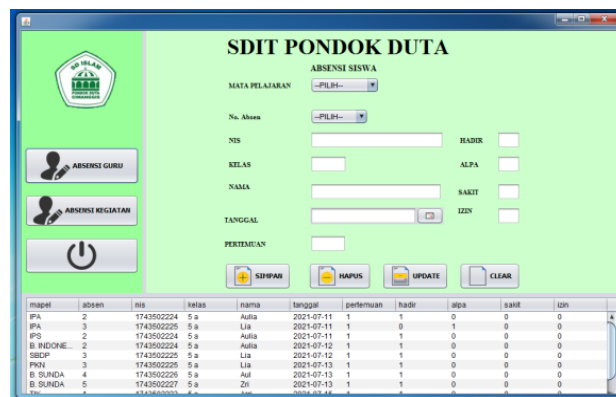 SD ISLAM
PONDOK DUTA
SDIT PONDOK DUTA
ABSENSI SISWA
MATA PELAJARAN --PILIH--
No. Absen --PILIH--
NIS HADIR
KELAS ALPA
NAMA SAKIT
TANGGAL IZIN
PERTEMUAN
ABSENSI GURU
ABSENSI KEGIATAN
SIMPAN HAPUS UPDATE CLEAR
mapel absen nis kelas nama tanggal pertemuan hadir alpa sakit izin
IPA 2 1743502224 5 a Aulia 2021-07-11 1 1 0 0 0
IPA 3 1743502225 5 a Lia 2021-07-11 1 0 1 0 0
IPS 2 1743502224 5 a Aulia 2021-07-11 1 1 0 0 0
B. INDONE... 2 1743502224 5 a Aulia 2021-07-12 1 1 0 0 0
SBDP 3 1743502225 5 a Lia 2021-07-12 1 1 0 0 0
PKN 3 1743502225 5 a Lia 2021-07-13 1 1 0 0 0
B. SUNDA 4 1743502226 5 a Aul 2021-07-13 1 1 0 0 0
B. SUNDA 5 1743502227 5 a Zri 2021-07-13 1 1 0 0 0